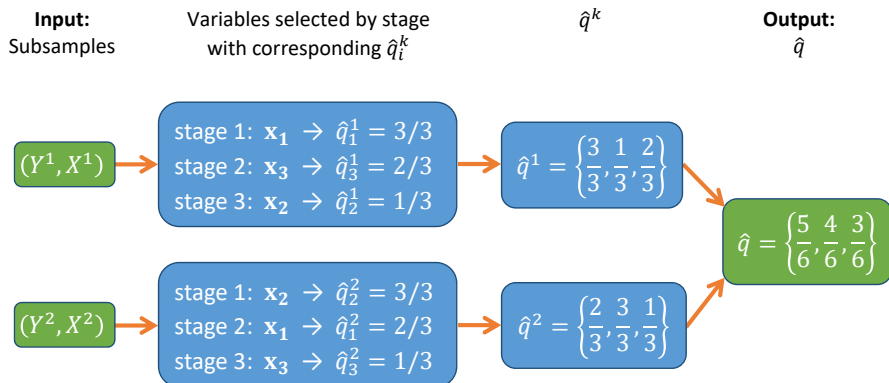 Input:
Subsamples
Variables selected by stage
with corresponding q̂ᵢᵏ
q̂ᵏ
Output:
q̂
(Y¹, X¹)
stage 1: x₁ → q̂₁¹ = 3/3
stage 2: x₃ → q̂₃¹ = 2/3
stage 3: x₂ → q̂₂¹ = 1/3
q̂¹ = {3/3, 1/3, 2/3}
q̂ = {5/6, 4/6, 3/6}
(Y², X²)
stage 1: x₂ → q̂₂² = 3/3
stage 2: x₁ → q̂₁² = 2/3
stage 3: x₃ → q̂₃² = 1/3
q̂² = {2/3, 3/3, 1/3}